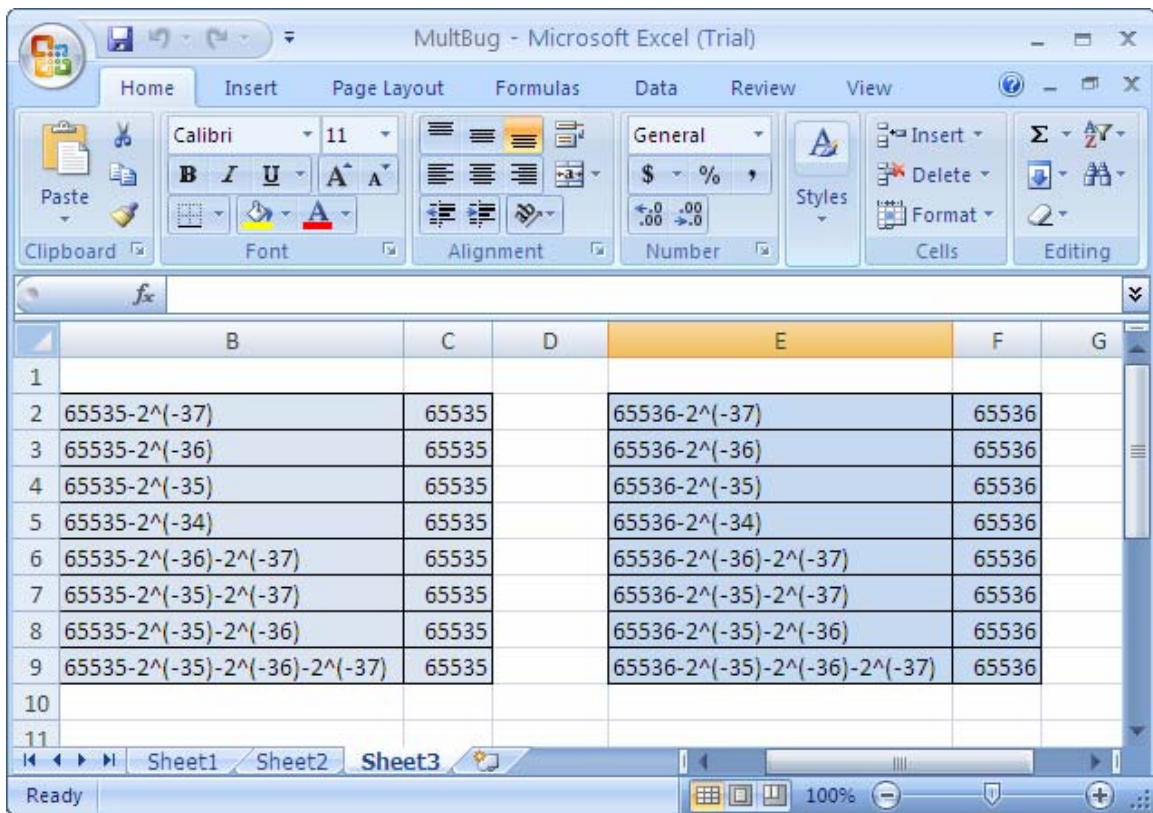 MultBug - Microsoft Excel (Trial)
Home Insert Page Layout Formulas Data Review View
Paste
Calibri 11
B I U A A
General
$ % ,
.0 .00
.00 .0
Styles
Insert
Delete
Format
Σ
Clipboard Font Alignment Number Cells Editing
fx
B C D E F G
1
2 65535-2^(-37) 65535 65536-2^(-37) 65536
3 65535-2^(-36) 65535 65536-2^(-36) 65536
4 65535-2^(-35) 65535 65536-2^(-35) 65536
5 65535-2^(-34) 65535 65536-2^(-34) 65536
6 65535-2^(-36)-2^(-37) 65535 65536-2^(-36)-2^(-37) 65536
7 65535-2^(-35)-2^(-37) 65535 65536-2^(-35)-2^(-37) 65536
8 65535-2^(-35)-2^(-36) 65535 65536-2^(-35)-2^(-36) 65536
9 65535-2^(-35)-2^(-36)-2^(-37) 65535 65536-2^(-35)-2^(-36)-2^(-37) 65536
10
11
Sheet1 Sheet2 Sheet3
Ready 100%